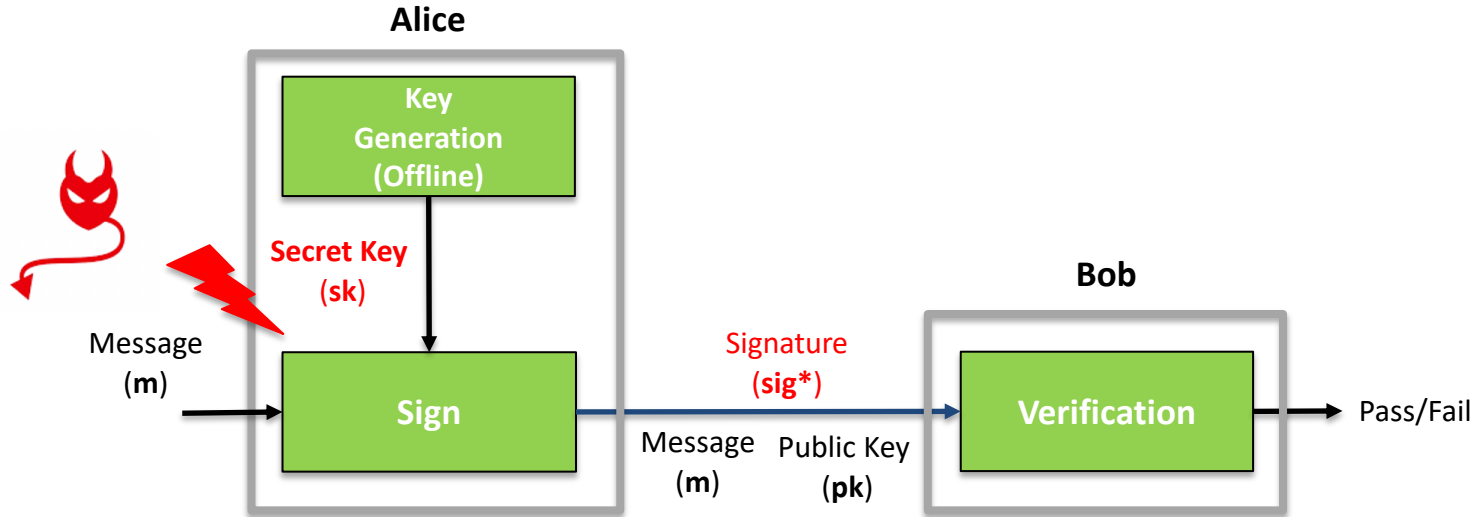 Alice
Key
Generation
(Offline)
Secret Key
(sk)
Bob
Message
(m)
Signature
(sig*)
Sign
Verification
Pass/Fail
Message
(m)
Public Key
(pk)